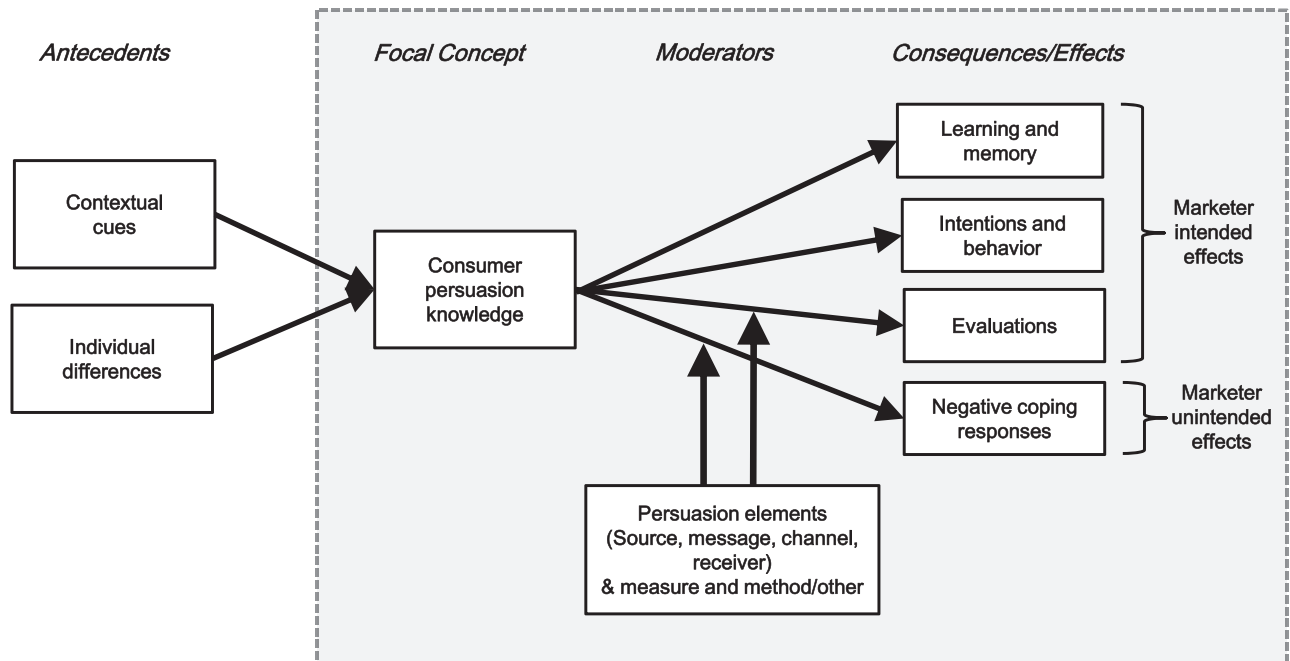 Antecedents
Focal Concept
Moderators
Consequences/Effects
Contextual
cues
Individual
differences
Consumer
persuasion
knowledge
Learning and
memory
Intentions and
behavior
Evaluations
Negative coping
responses
Marketer
intended
effects
Marketer
unintended
effects
Persuasion elements
(Source, message, channel,
receiver)
& measure and method/other